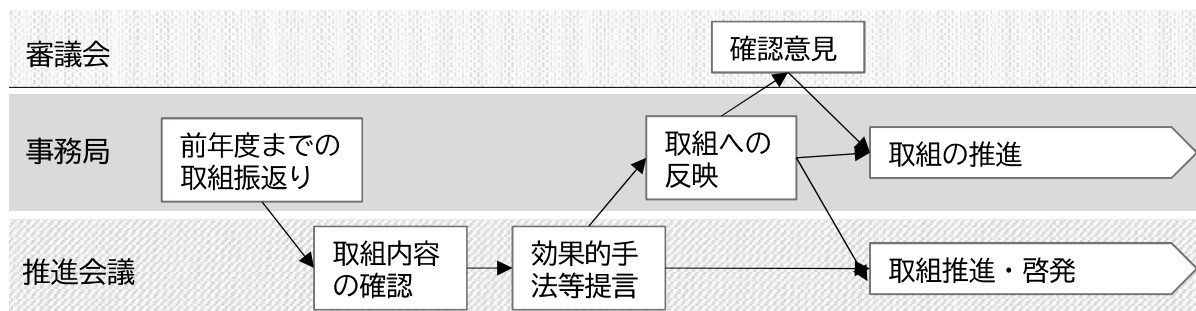 審議会
確認意見
事務局
前年度までの
取組振返り
取組への
反映
取組の推進
推進会議
取組内容
の確認
効果的手
法等提言
取組推進・啓発